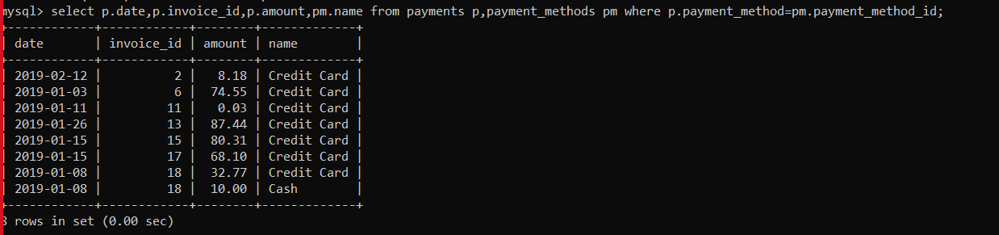 mysql> select p.date,p.invoice_id,p.amount,pm.name from payments p,payment_methods pm where p.payment_method=pm.payment_method_id;
+------------+------------+--------+-------------+
| date       | invoice_id | amount | name        |
+------------+------------+--------+-------------+
| 2019-02-12 |          2 |   8.18 | Credit Card |
| 2019-01-03 |          6 |  74.55 | Credit Card |
| 2019-01-11 |         11 |   0.03 | Credit Card |
| 2019-01-26 |         13 |  87.44 | Credit Card |
| 2019-01-15 |         15 |  80.31 | Credit Card |
| 2019-01-15 |         17 |  68.10 | Credit Card |
| 2019-01-08 |         18 |  32.77 | Credit Card |
| 2019-01-08 |         18 |  10.00 | Cash        |
+------------+------------+--------+-------------+
8 rows in set (0.00 sec)